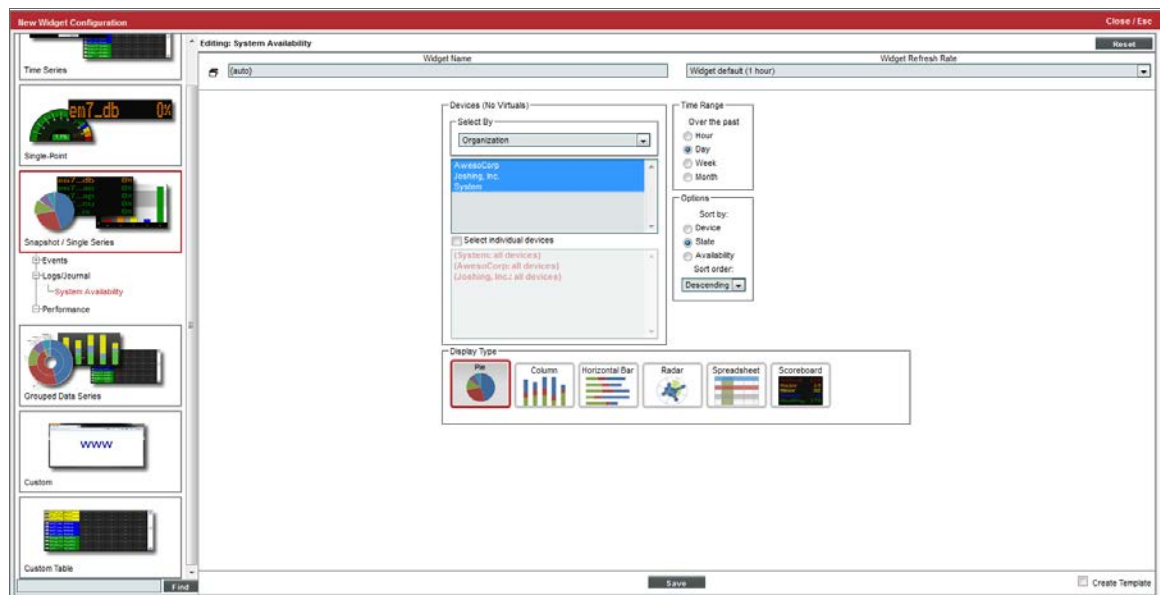 New Widget Configuration
Close / Esc
Time Series
em7_db 0%
Single-Point
em7_db 0%
Snapshot / Single Series
Events
Logs/Journal
System Availability
Performance
Grouped Data Series
www
Custom
Custom Table
Find
Editing: System Availability
Reset
Widget Name
Widget Refresh Rate
{auto}
Widget default (1 hour)
Devices (No Virtuals)
Select By
Organization
AwesoCorp
Joshing, Inc.
System
Select individual devices
(System: all devices)
(AwesoCorp: all devices)
(Joshing, Inc.: all devices)
Time Range
Over the past
Hour
Day
Week
Month
Options
Sort by:
Device
State
Availability
Sort order:
Descending
Display Type
Pie
Column
Horizontal Bar
Radar
Spreadsheet
Scoreboard
Save
Create Template